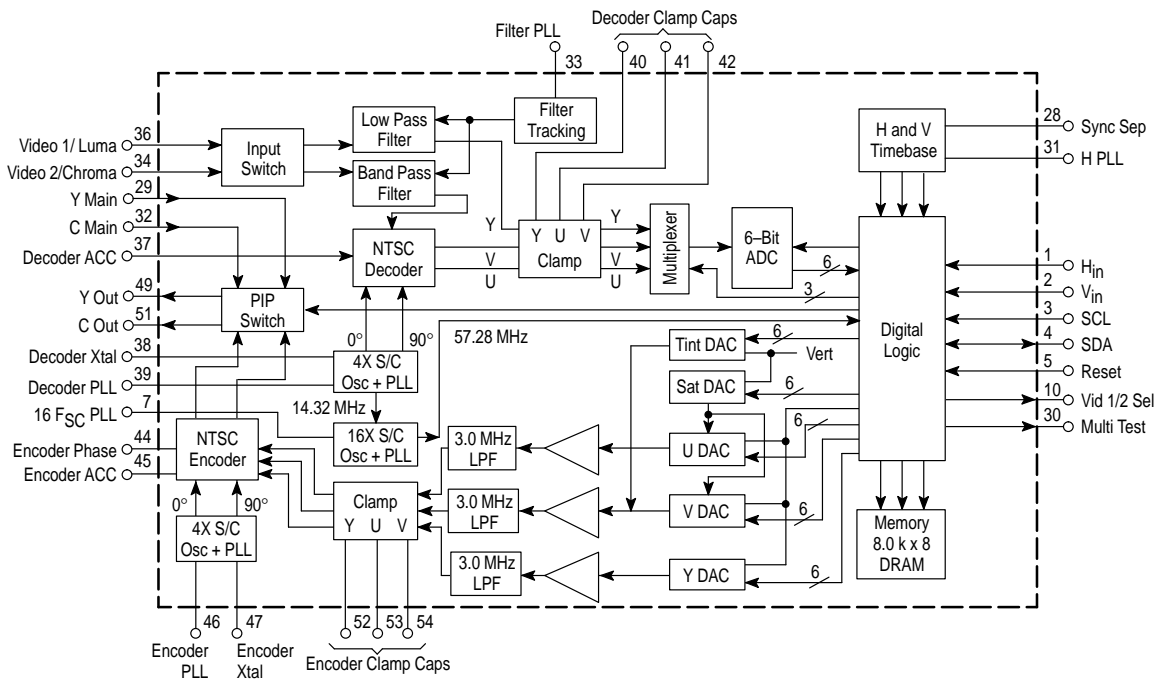 Decoder Clamp Caps
Filter PLL
33
40
41
42
Video 1/ Luma
36
Video 2/Chroma
34
Y Main
29
C Main
32
Decoder ACC
37
Y Out
49
C Out
51
Decoder Xtal
38
Decoder PLL
39
16 FSC PLL
7
Encoder Phase
44
Encoder ACC
45
Input
Switch
Low Pass
Filter
Band Pass
Filter
Filter
Tracking
NTSC
Decoder
Y
V
U
Y U V
Clamp
Y
V
U
Multiplexer
6–Bit
ADC
6
3
H and V
Timebase
28
Sync Sep
31
H PLL
Digital
Logic
1
Hin
2
Vin
3
SCL
4
SDA
5
Reset
10
Vid 1/2 Sel
30
Multi Test
PIP
Switch
0°
90°
57.28 MHz
4X S/C
Osc + PLL
14.32 MHz
16X S/C
Osc + PLL
Tint DAC
6
Vert
Sat DAC
6
U DAC
6
V DAC
6
Y DAC
6
3.0 MHz
LPF
3.0 MHz
LPF
3.0 MHz
LPF
NTSC
Encoder
Clamp
Y U V
0°
90°
4X S/C
Osc + PLL
Memory
8.0 k x 8
DRAM
46
47
Encoder
PLL
Encoder
Xtal
52
53
54
Encoder Clamp Caps